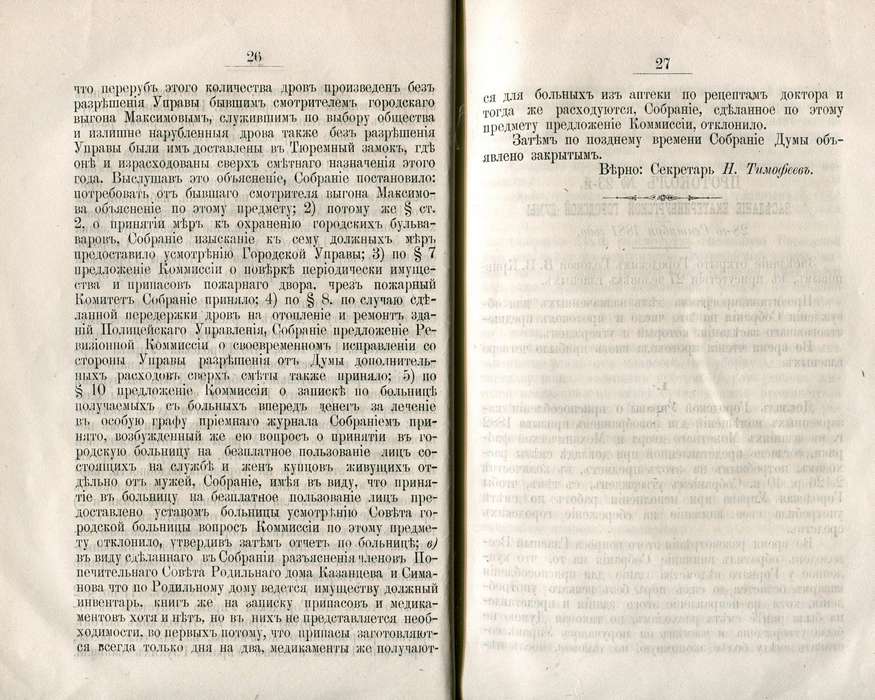 26
что перерубъ этого количества дровъ произведенъ безъ
разрѣшенія Управы бывшимъ смотрителемъ городскаго
выгона Максимовымъ, служившимъ по выбору общества
и излишне нарубленныя дрова также безъ разрѣшенія
Управы были имъ доставлены въ Тюремный замокъ, гдѣ
онѣ и израсходованы сверхъ смѣтнаго назначенія этого
года. Выслушавъ это объясненіе, Собраніе постановило:
потребовать отъ бывшаго смотрителя выгона Максимо-
ва объясненіе по этому предмету; 2) потому же § ст.
2, о принятіи мѣръ къ охраненію городскихъ бульва-
варовъ, Собраніе изысканіе къ сему должныхъ мѣръ
предоставило усмотрѣнію Городской Управы; 3) по § 7
предложеніе Коммиссіи о повѣркѣ періодически имуще-
ства и припасовъ пожарнаго двора, чрезъ пожарный
Комитетъ Собраніе приняло; 4) по § 8, по случаю сдѣ-
ланной передержки дровъ на отопленіе и ремонтъ зда-
ній Полицейскаго Управленія, Собраніе предложеніе Ре-
визіонной Коммиссіи о своевременномъ исправленіи со
стороны Управы разрѣшенія отъ Думы дополнитель-
ныхъ расходовъ сверхъ смѣты также приняло; 5) по
§ 10 предложеніе Коммиссіи о запискѣ по больницѣ
получаемыхъ съ больныхъ впередъ денегъ за леченіе
въ особую графу пріемнаго журнала Собраніемъ при-
нято, возбужденный же ею вопросъ о принятіи въ го-
родскую больницу на безплатное пользованіе лицъ со-
стоящихъ на службѣ и женъ купцовъ живущихъ от-
дѣльно отъ мужей, Собраніе, имѣя въ виду, что приня-
тіе въ больницу на безплатное пользованіе лицъ пре-
доставлено уставомъ больницы усмотрѣнію Совѣта го-
родской больницы вопросъ Коммиссіи по этому предме-
ту отклонило, утвердивъ затѣмъ отчетъ по больницѣ; в)
въ виду сдѣланнаго въ Собраніи разъясненія членовъ По-
печительнаго Совѣта Родильнаго дома Казанцева и Сима-
нова что по Родильному дому ведется имуществу должный
инвентарь, книгъ же на записку припасовъ и медика-
ментовъ хотя и нѣтъ, но въ нихъ не представляется необ-
ходимости, во первыхъ потому, что припасы заготовляют-
ся всегда только дня на два, медикаменты же получают-
27
ся для больныхъ изъ аптеки по рецептамъ доктора и
тогда же расходуются, Собраніе, сдѣланное по этому
предмету предложеніе Коммиссіи, отклонило.
Затѣмъ по позднему времени Собраніе Думы объ-
явлено закрытымъ.
Вѣрно: Секретарь Н. Тимофеевъ.